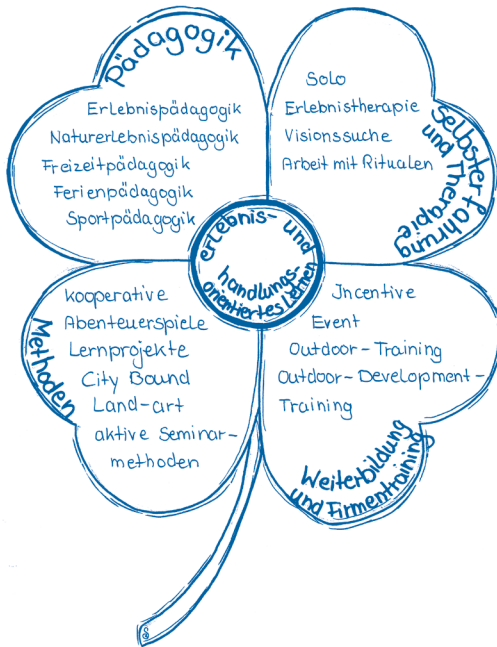 Pädagogik
Erlebnispädagogik
Naturerlebnispädagogik
Freizeitpädagogik
Ferienpädagogik
Sportpädagogik
Solo
Erlebnistherapie
Visionssuche
Arbeit mit Ritualen
Selbsterfahrung
und Therapie
erlebnis- und
handlungs-
orientiertes Lernen
Methoden
kooperative
Abenteuerspiele
Lernprojekte
City Bound
Land-art
aktive Seminar-
methoden
Incentive
Event
Outdoor-Training
Outdoor-Development-
Training
Weiterbildung
und Firmentraining